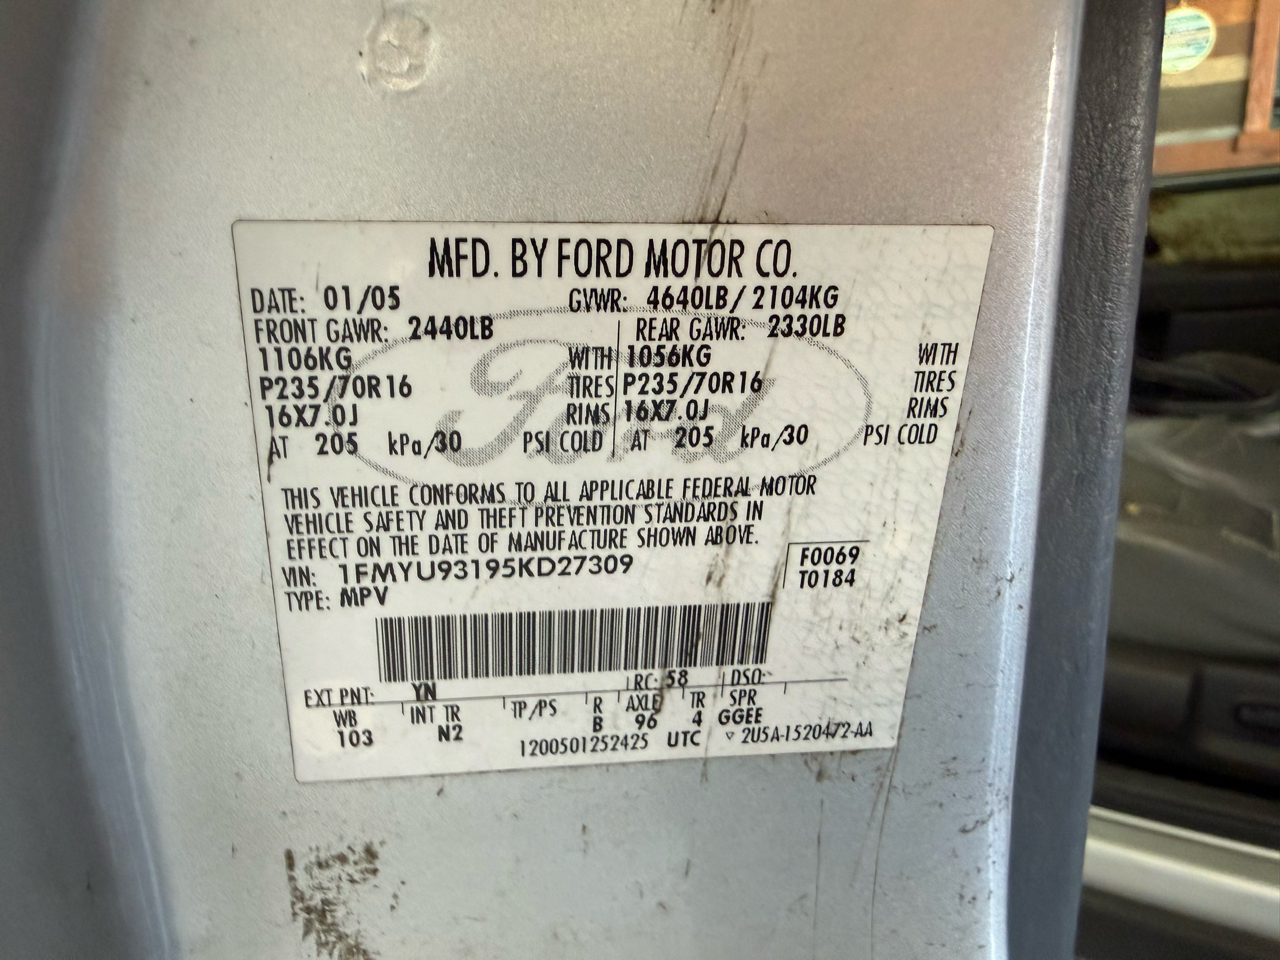 MFD. BY FORD MOTOR CO.
DATE: 01/05 GVWR: 4640LB/ 2104KG
FRONT GAWR: 2440LB REAR GAWR: 2330LB
1106KG WITH 1056KG WITH
P235/70R16 TIRES P235/70R16 TIRES
16X7.0J RIMS 16X7.0J RIMS
AT 205 kPa/30 PSI COLD AT 205 kPa/30 PSI COLD
Ford
THIS VEHICLE CONFORMS TO ALL APPLICABLE FEDERAL MOTOR
VEHICLE SAFETY AND THEFT PREVENTION STANDARDS IN
EFFECT ON THE DATE OF MANUFACTURE SHOWN ABOVE.
VIN: 1FMYU93195KD27309
TYPE: MPV
F0069
T0184
EXT PNT: YN RC: 58 DSO:
WB INT TR TP/PS R AXLE TR SPR
103 N2 B 96 4 GGEE
1200501252425 UTC ▿ 2U5A-1520472-AA